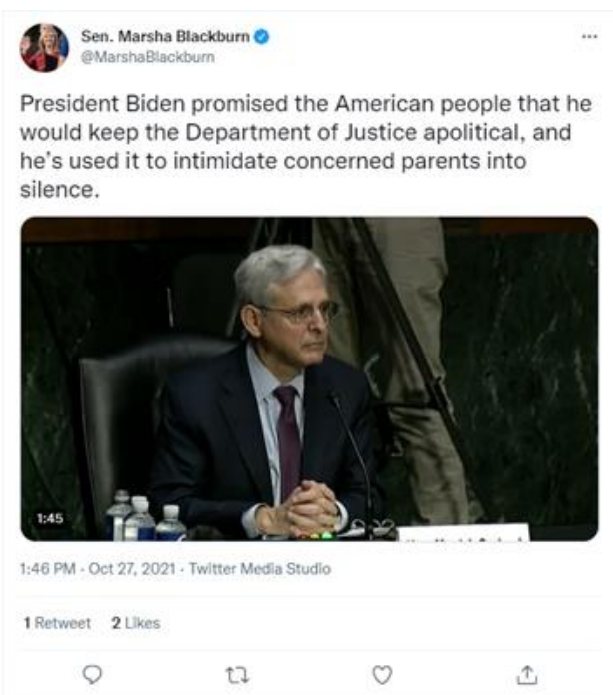 Sen. Marsha Blackburn
@MarshaBlackburn
President Biden promised the American people that he
would keep the Department of Justice apolitical, and
he's used it to intimidate concerned parents into
silence.
1:45
1:46 PM · Oct 27, 2021 · Twitter Media Studio
1 Retweet 2 Likes